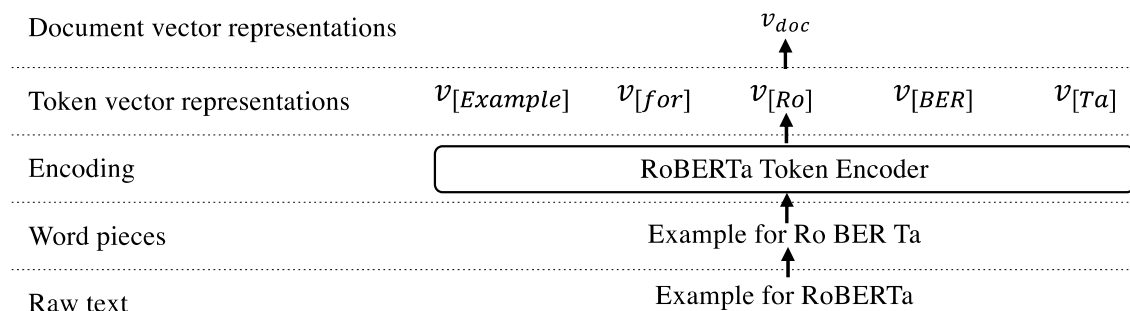 Document vector representations v_doc
Token vector representations v_[Example] v_[for] v_[Ro] v_[BER] v_[Ta]
Encoding RoBERTa Token Encoder
Word pieces Example for Ro BER Ta
Raw text Example for RoBERTa